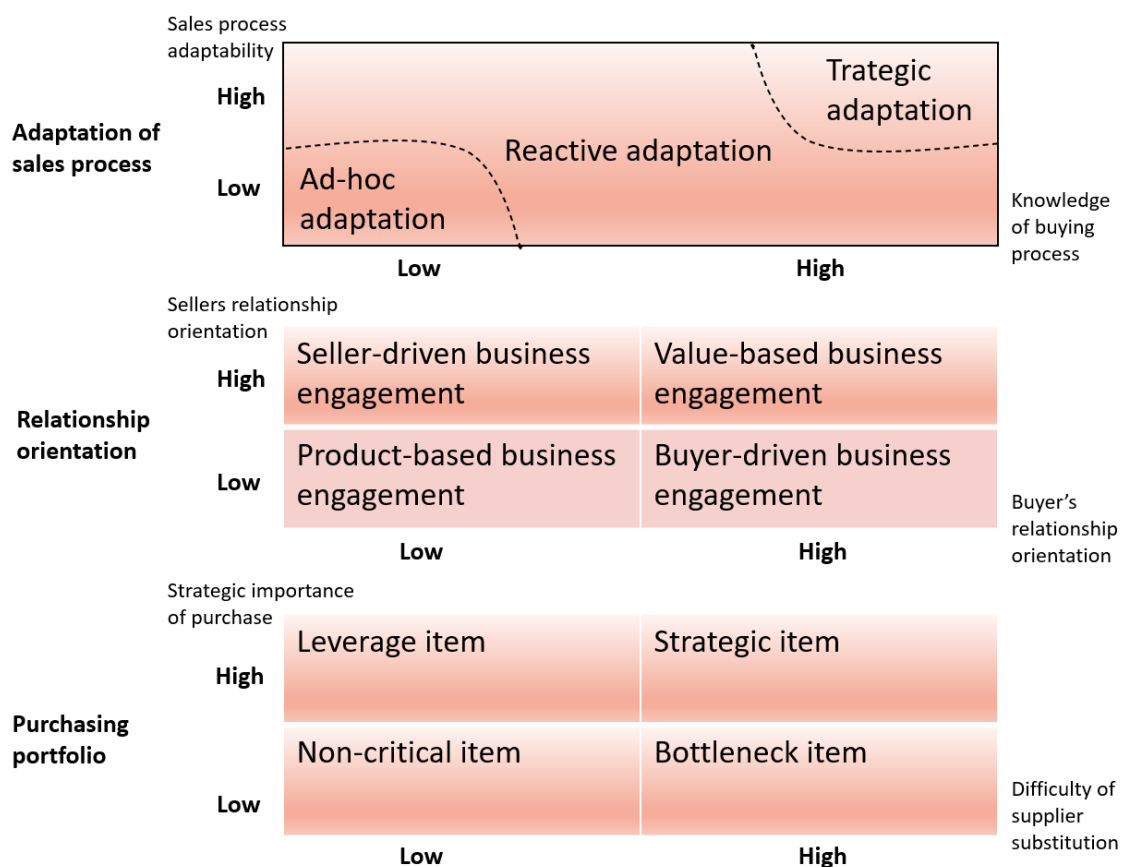 Sales process
adaptability
High
Trategic
adaptation
Adaptation of
sales process
Reactive adaptation
Low
Ad-hoc
adaptation
Knowledge
of buying
process
Low
High
Sellers relationship
orientation
High
Seller-driven business
engagement
Value-based business
engagement
Relationship
orientation
Low
Product-based business
engagement
Buyer-driven business
engagement
Buyer’s
relationship
orientation
Low
High
Strategic importance
of purchase
Leverage item
Strategic item
High
Purchasing
portfolio
Non-critical item
Bottleneck item
Low
Difficulty of
supplier
substitution
Low
High